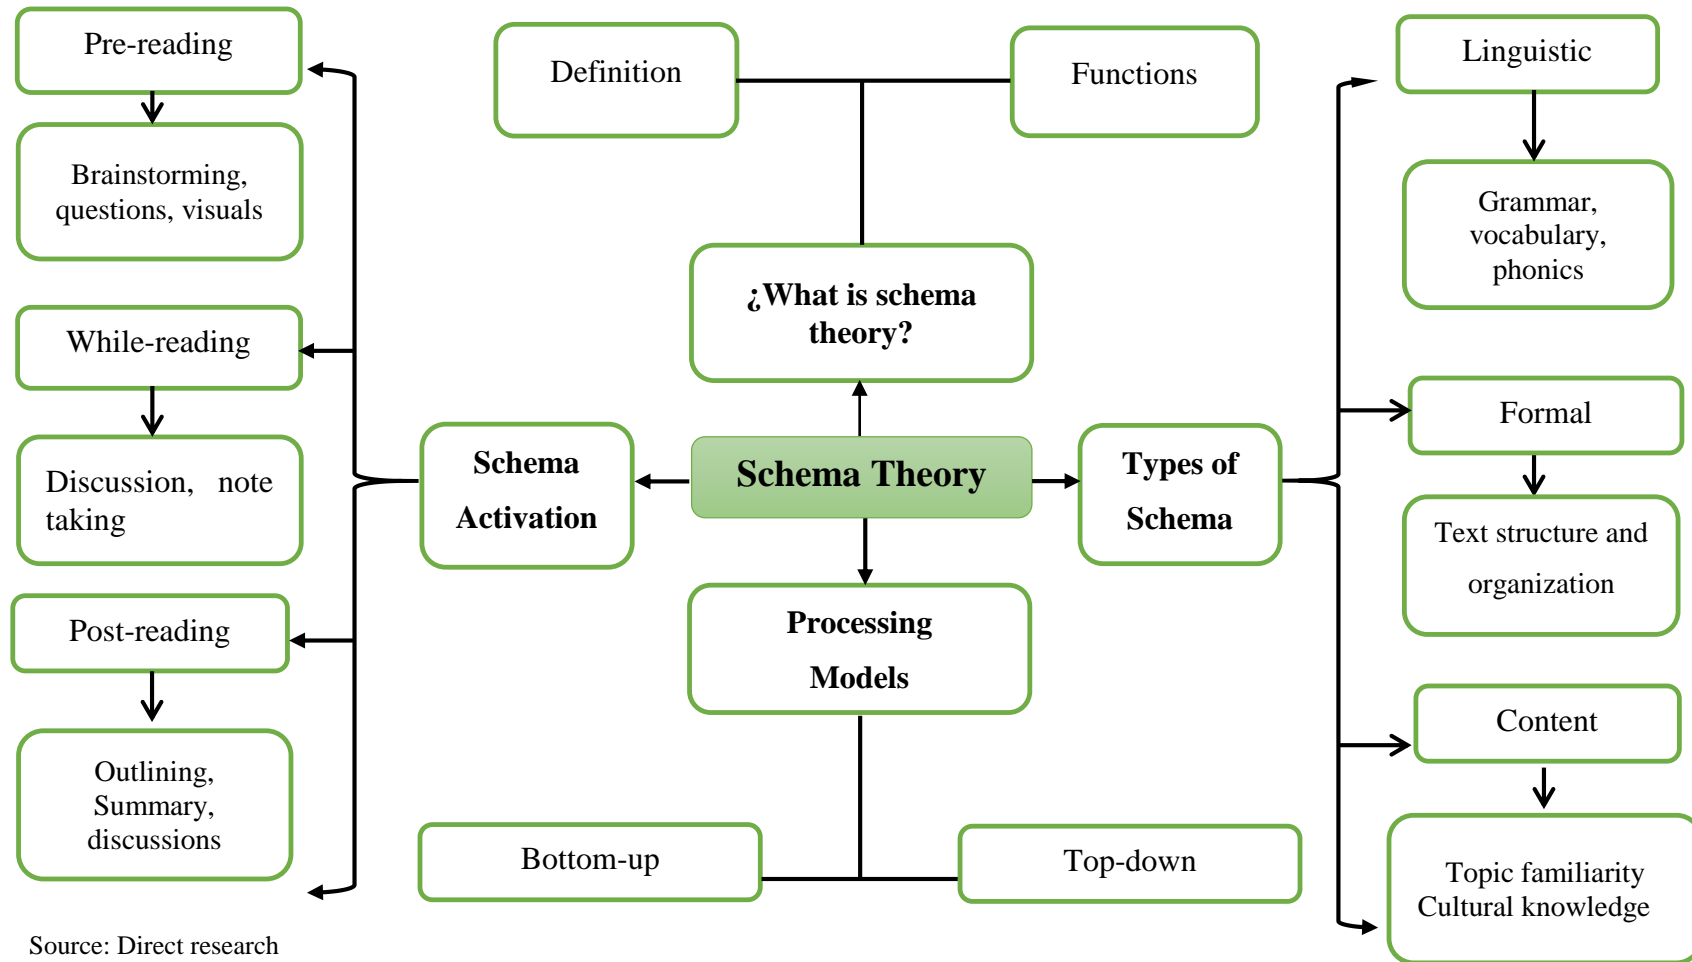 Pre-reading
Brainstorming,
questions, visuals
While-reading
Discussion, note
taking
Post-reading
Outlining,
Summary,
discussions
Schema
Activation
Definition
Functions
¿What is schema
theory?
Schema Theory
Processing
Models
Bottom-up
Top-down
Types of
Schema
Linguistic
Grammar,
vocabulary,
phonics
Formal
Text structure and
organization
Content
Topic familiarity
Cultural knowledge
Source: Direct research